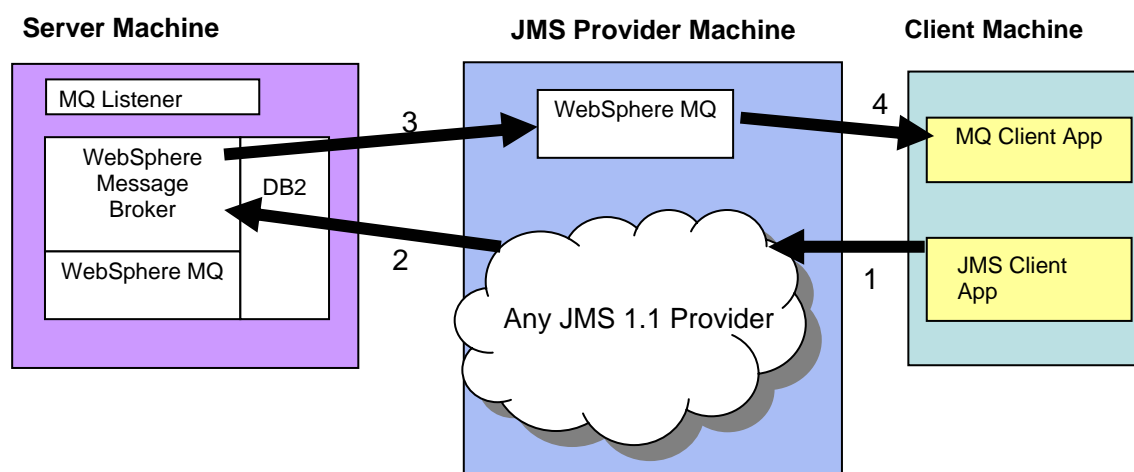 Server Machine
JMS Provider Machine
Client Machine
MQ Listener
WebSphere
Message
Broker
DB2
WebSphere MQ
3
2
WebSphere MQ
Any JMS 1.1 Provider
4
1
MQ Client App
JMS Client
App